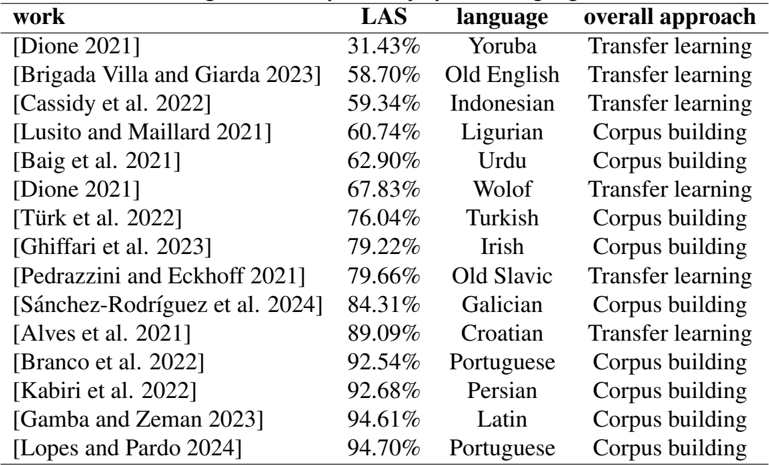 work LAS language overall approach
[Dione 2021] 31.43% Yoruba Transfer learning
[Brigada Villa and Giarda 2023] 58.70% Old English Transfer learning
[Cassidy et al. 2022] 59.34% Indonesian Transfer learning
[Lusito and Maillard 2021] 60.74% Ligurian Corpus building
[Baig et al. 2021] 62.90% Urdu Corpus building
[Dione 2021] 67.83% Wolof Transfer learning
[Türk et al. 2022] 76.04% Turkish Corpus building
[Ghiffari et al. 2023] 79.22% Irish Corpus building
[Pedrazzini and Eckhoff 2021] 79.66% Old Slavic Transfer learning
[Sánchez-Rodríguez et al. 2024] 84.31% Galician Corpus building
[Alves et al. 2021] 89.09% Croatian Transfer learning
[Branco et al. 2022] 92.54% Portuguese Corpus building
[Kabiri et al. 2022] 92.68% Persian Corpus building
[Gamba and Zeman 2023] 94.61% Latin Corpus building
[Lopes and Pardo 2024] 94.70% Portuguese Corpus building